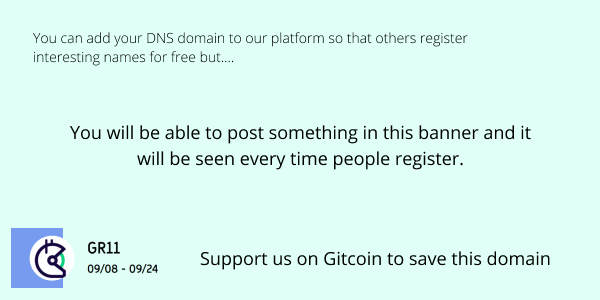 You can add your DNS domain to our platform so that others register
interesting names for free but....
You will be able to post something in this banner and it
will be seen every time people register.
GR11
09/08 - 09/24
Support us on Gitcoin to save this domain